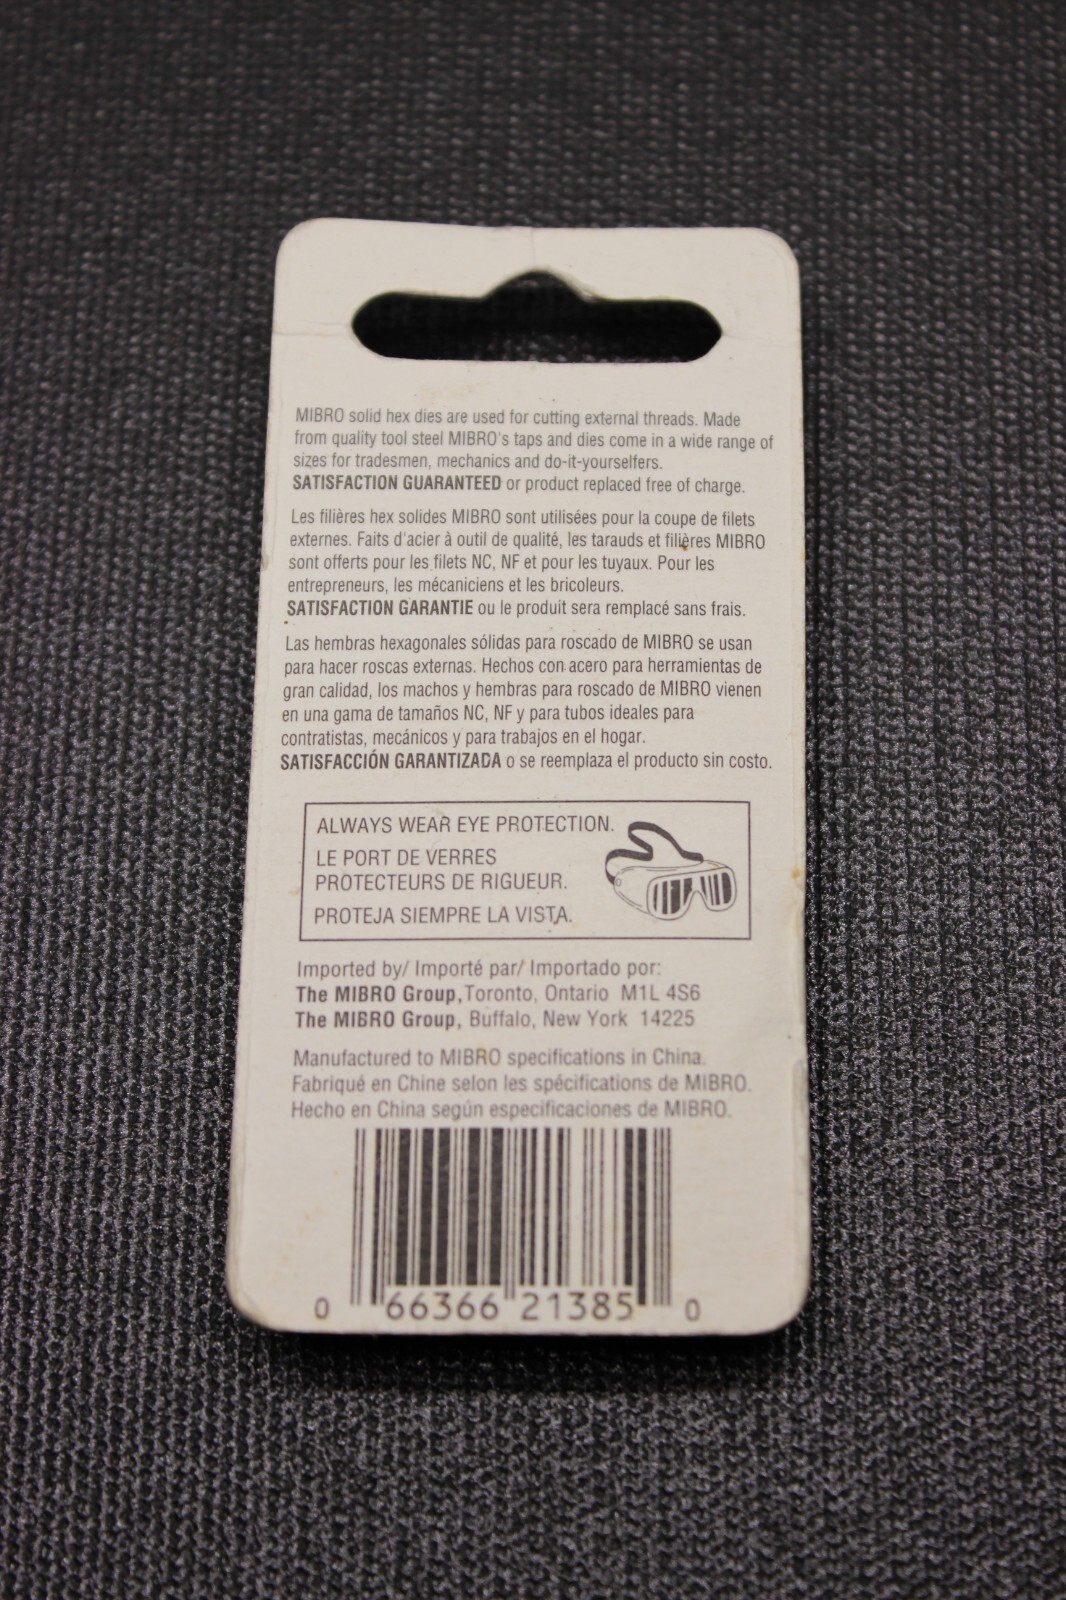 MIBRO solid hex dies are used for cutting external threads. Made
from quality tool steel MIBRO's taps and dies come in a wide range of
sizes for tradesmen, mechanics and do-it-yourselfers.
SATISFACTION GUARANTEED or product replaced free of charge.
Les filières hex solides MIBRO sont utilisées pour la coupe de filets
externes. Faits d'acier à outil de qualité, les tarauds et filières MIBRO
sont offerts pour les filets NC, NF et pour les tuyaux. Pour les
entrepreneurs, les mécaniciens et les bricoleurs.
SATISFACTION GARANTIE ou le produit sera remplacé sans frais.
Las hembras hexagonales sólidas para roscado de MIBRO se usan
para hacer roscas externas. Hechos con acero para herramientas de
gran calidad, los machos y hembras para roscado de MIBRO vienen
en una gama de tamaños NC, NF y para tubos ideales para
contratistas, mecánicos y para trabajos en el hogar.
SATISFACCIÓN GARANTIZADA o se reemplaza el producto sin costo.
ALWAYS WEAR EYE PROTECTION.
LE PORT DE VERRES
PROTECTEURS DE RIGUEUR.
PROTEJA SIEMPRE LA VISTA.
Imported by/ Importé par/ Importado por:
The MIBRO Group, Toronto, Ontario M1L 4S6
The MIBRO Group, Buffalo, New York 14225
Manufactured to MIBRO specifications in China.
Fabriqué en Chine selon les spécifications de MIBRO.
Hecho en China según especificaciones de MIBRO.
0 66366 21385 0